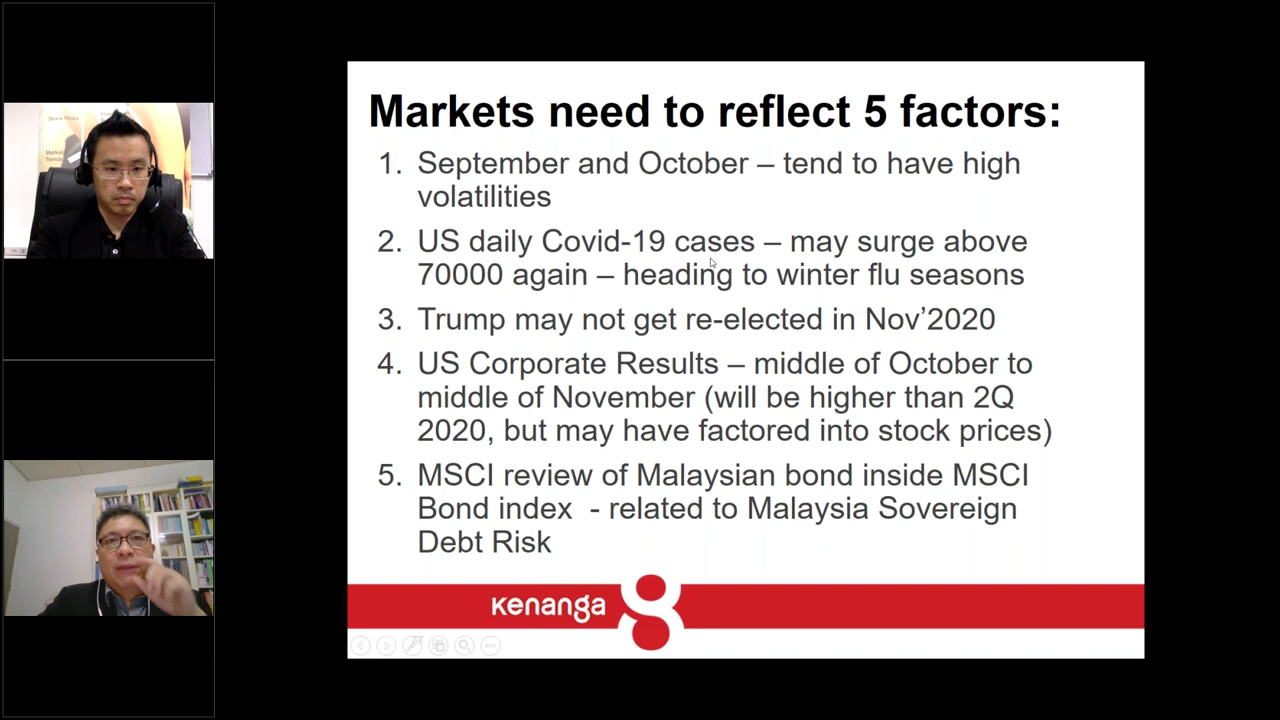 Stock Picks
Market
Trends
Markets need to reflect 5 factors:
1. September and October – tend to have high
volatilities
2. US daily Covid-19 cases – may surge above
70000 again – heading to winter flu seasons
3. Trump may not get re-elected in Nov’2020
4. US Corporate Results – middle of October to
middle of November (will be higher than 2Q
2020, but may have factored into stock prices)
5. MSCI review of Malaysian bond inside MSCI
Bond index - related to Malaysia Sovereign
Debt Risk
kenanga